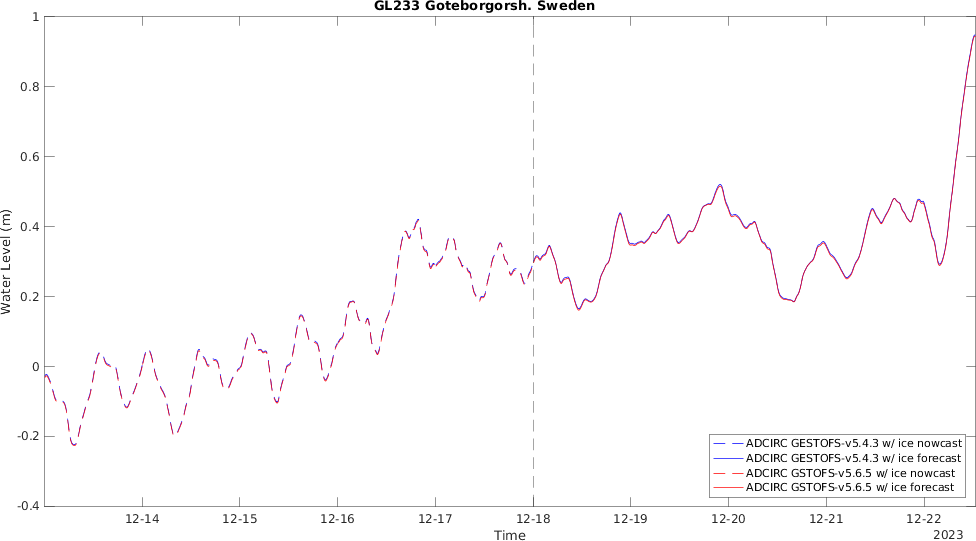 GL233 Goteborgorsh. Sweden
1
0.8
0.6
0.4
0.2
0
-0.2
-0.4
Water Level (m)
12-14
12-15
12-16
12-17
12-18
12-19
12-20
12-21
12-22
Time
2023
ADCIRC GESTOFS-v5.4.3 w/ ice nowcast
ADCIRC GESTOFS-v5.4.3 w/ ice forecast
ADCIRC GSTOFS-v5.6.5 w/ ice nowcast
ADCIRC GSTOFS-v5.6.5 w/ ice forecast